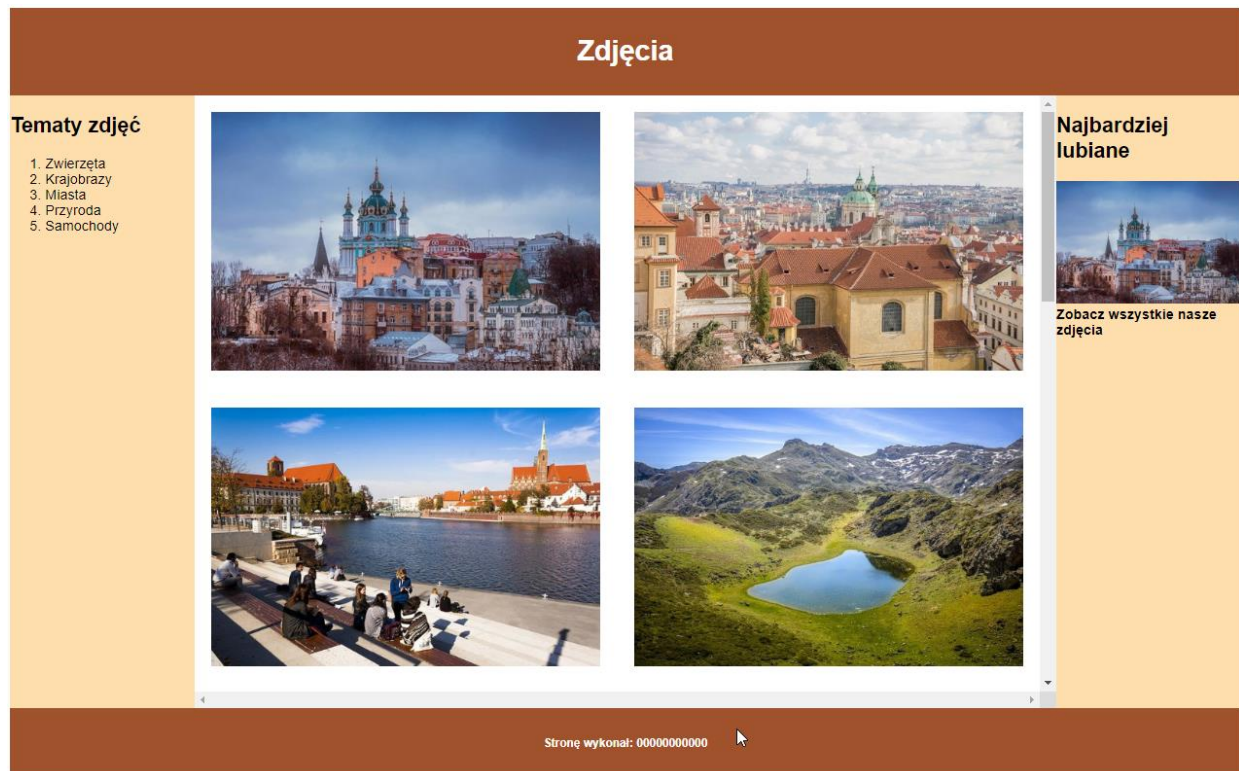 Zdjęcia
Tematy zdjęć
1. Zwierzęta
2. Krajobrazy
3. Miasta
4. Przyroda
5. Samochody
Najbardziej
lubiane
Zobacz wszystkie nasze
zdjęcia
Stronę wykonał: 00000000000